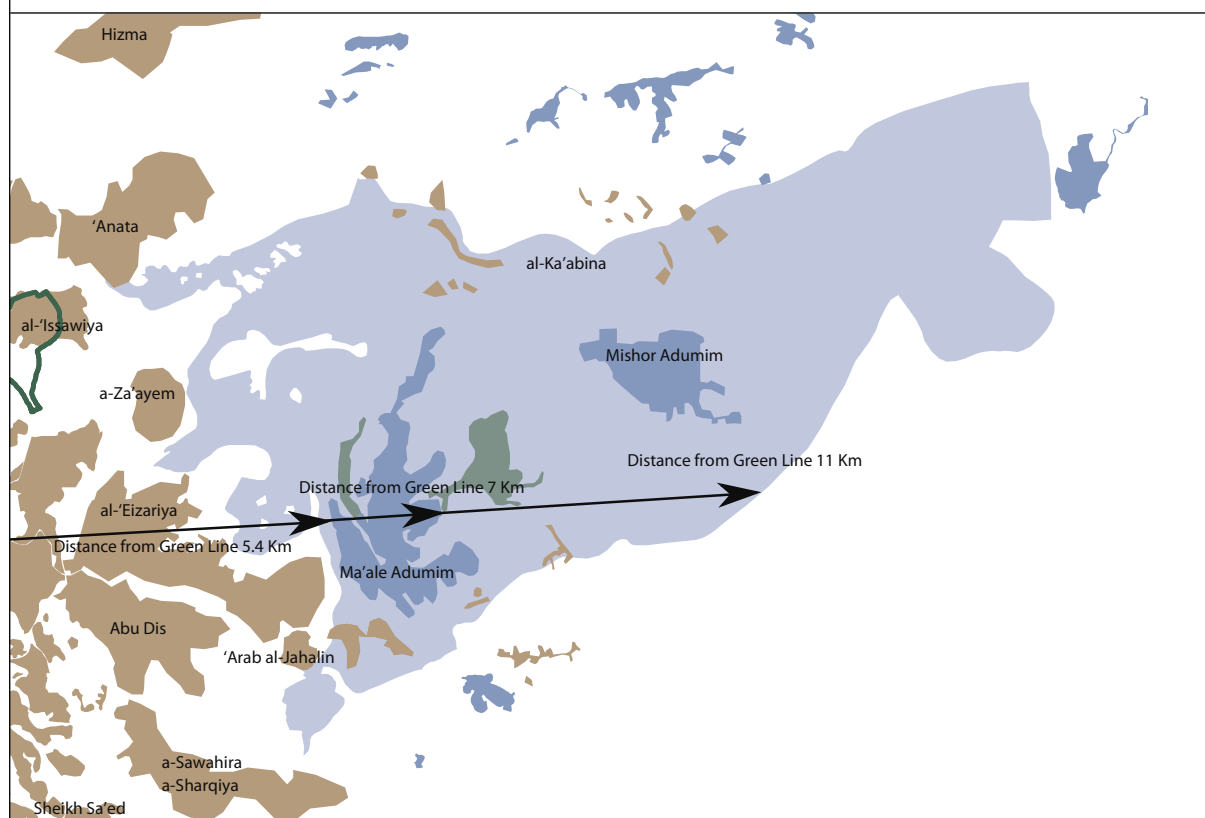 Hizma
‘Anata
al-Ka’abina
al-‘Issawiya
Mishor Adumim
a-Za’ayem
Distance from Green Line 11 Km
Distance from Green Line 7 Km
al-‘Eizariya
Distance from Green Line 5.4 Km
Ma’ale Adumim
Abu Dis
‘Arab al-Jahalin
a-Sawahira
a-Sharqiya
Sheikh Sa’ed